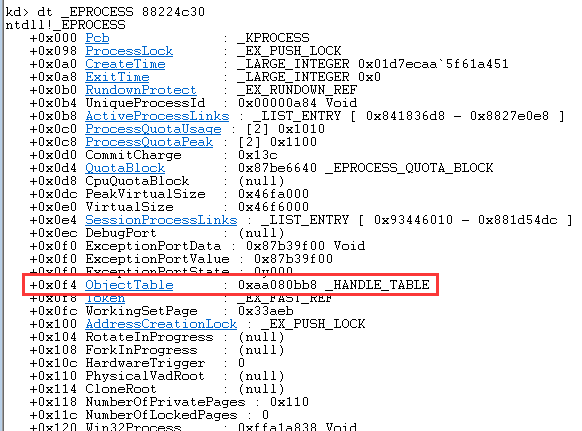 kd> dt _EPROCESS 88224c30
ntdll!_EPROCESS
+0x000 Pcb : _KPROCESS
+0x098 ProcessLock : _EX_PUSH_LOCK
+0x0a0 CreateTime : _LARGE_INTEGER 0x01d7ecaa`5f61a451
+0x0a8 ExitTime : _LARGE_INTEGER 0x0
+0x0b0 RundownProtect : _EX_RUNDOWN_REF
+0x0b4 UniqueProcessId : 0x00000a84 Void
+0x0b8 ActiveProcessLinks : _LIST_ENTRY [ 0x841836d8 - 0x8827e0e8 ]
+0x0c0 ProcessQuotaUsage : [2] 0x1010
+0x0c8 ProcessQuotaPeak : [2] 0x1100
+0x0d0 CommitCharge : 0x13c
+0x0d4 QuotaBlock : 0x87be6640 _EPROCESS_QUOTA_BLOCK
+0x0d8 CpuQuotaBlock : (null)
+0x0dc PeakVirtualSize : 0x46fa000
+0x0e0 VirtualSize : 0x46f6000
+0x0e4 SessionProcessLinks : _LIST_ENTRY [ 0x93446010 - 0x881d54dc ]
+0x0ec DebugPort : (null)
+0x0f0 ExceptionPortData : 0x87b39f00 Void
+0x0f0 ExceptionPortValue : 0x87b39f00
+0x0f0 ExceptionPortState : 0y000
+0x0f4 ObjectTable : 0xaa080bb8 _HANDLE_TABLE
+0x0f8 Token : _EX_FAST_REF
+0x0fc WorkingSetPage : 0x33aeb
+0x100 AddressCreationLock : _EX_PUSH_LOCK
+0x104 RotateInProgress : (null)
+0x108 ForkInProgress : (null)
+0x10c HardwareTrigger : 0
+0x110 PhysicalVadRoot : (null)
+0x114 CloneRoot : (null)
+0x118 NumberOfPrivatePages : 0x110
+0x11c NumberOfLockedPages : 0
+0x120 Win32Process : 0xffa1a838 Void